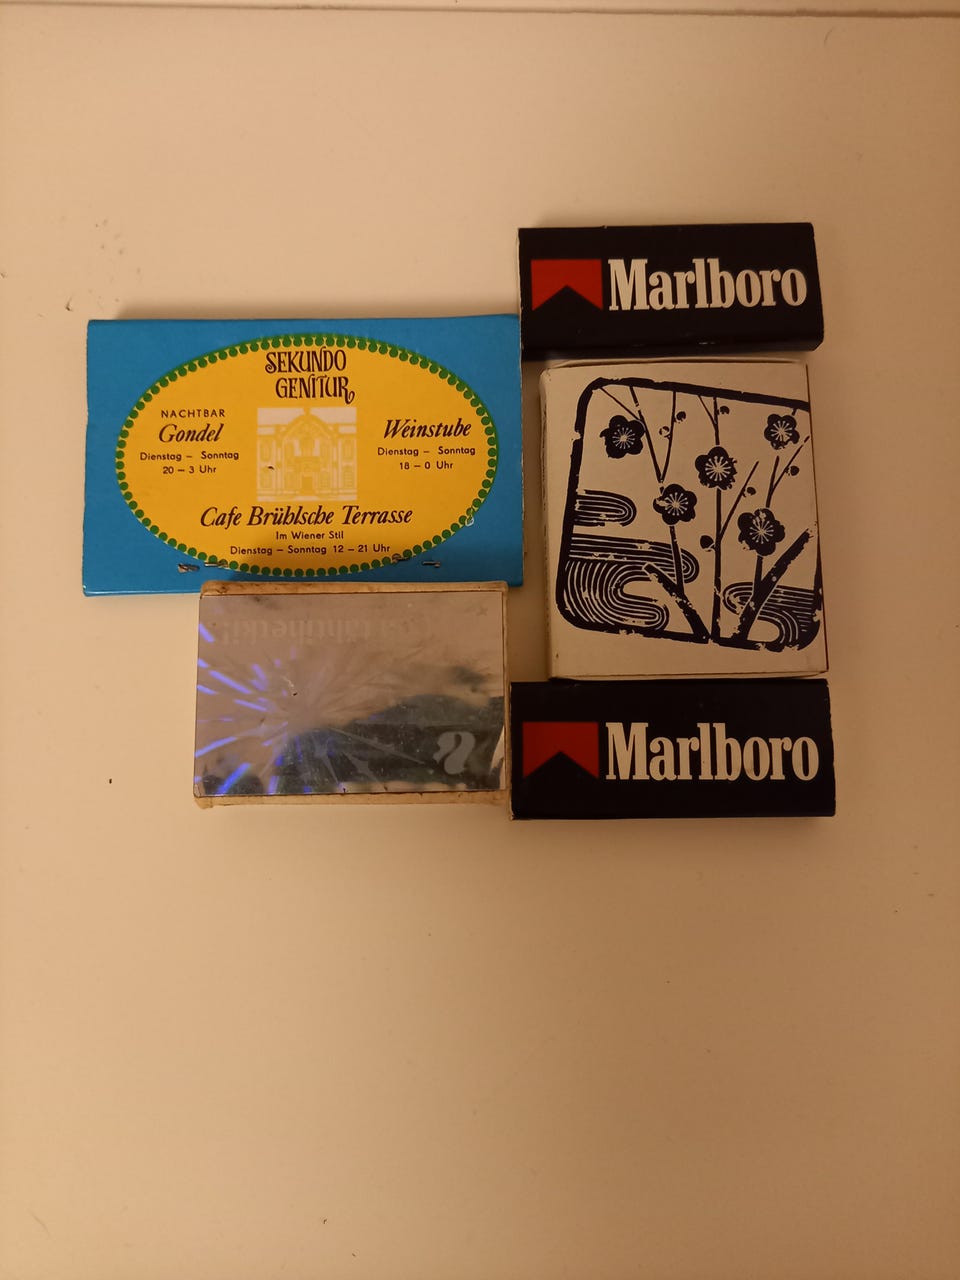 Marlboro
SEKUNDO
GENITUR
NACHTBAR
Gondel
Dienstag – Sonntag
20 – 3 Uhr
Weinstube
Dienstag – Sonntag
18 – 0 Uhr
Cafe Brühlsche Terrasse
Im Wiener Stil
Dienstag – Sonntag 12 – 21 Uhr
Marlboro